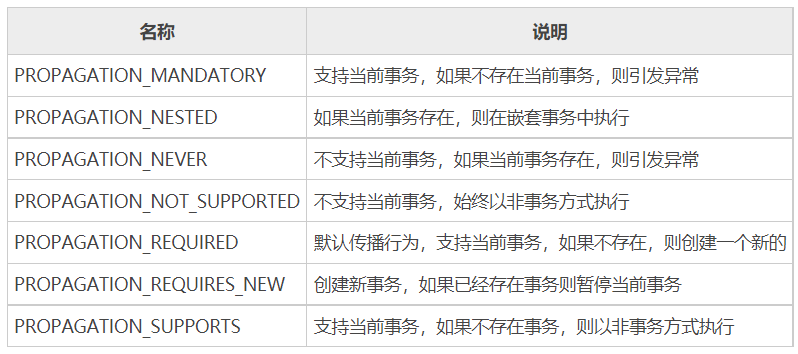 名称 说明
PROPAGATION_MANDATORY 支持当前事务，如果不存在当前事务，则引发异常
PROPAGATION_NESTED 如果当前事务存在，则在嵌套事务中执行
PROPAGATION_NEVER 不支持当前事务，如果当前事务存在，则引发异常
PROPAGATION_NOT_SUPPORTED 不支持当前事务，始终以非事务方式执行
PROPAGATION_REQUIRED 默认传播行为，支持当前事务，如果不存在，则创建一个新的
PROPAGATION_REQUIRES_NEW 创建新事务，如果已经存在事务则暂停当前事务
PROPAGATION_SUPPORTS 支持当前事务，如果不存在事务，则以非事务方式执行